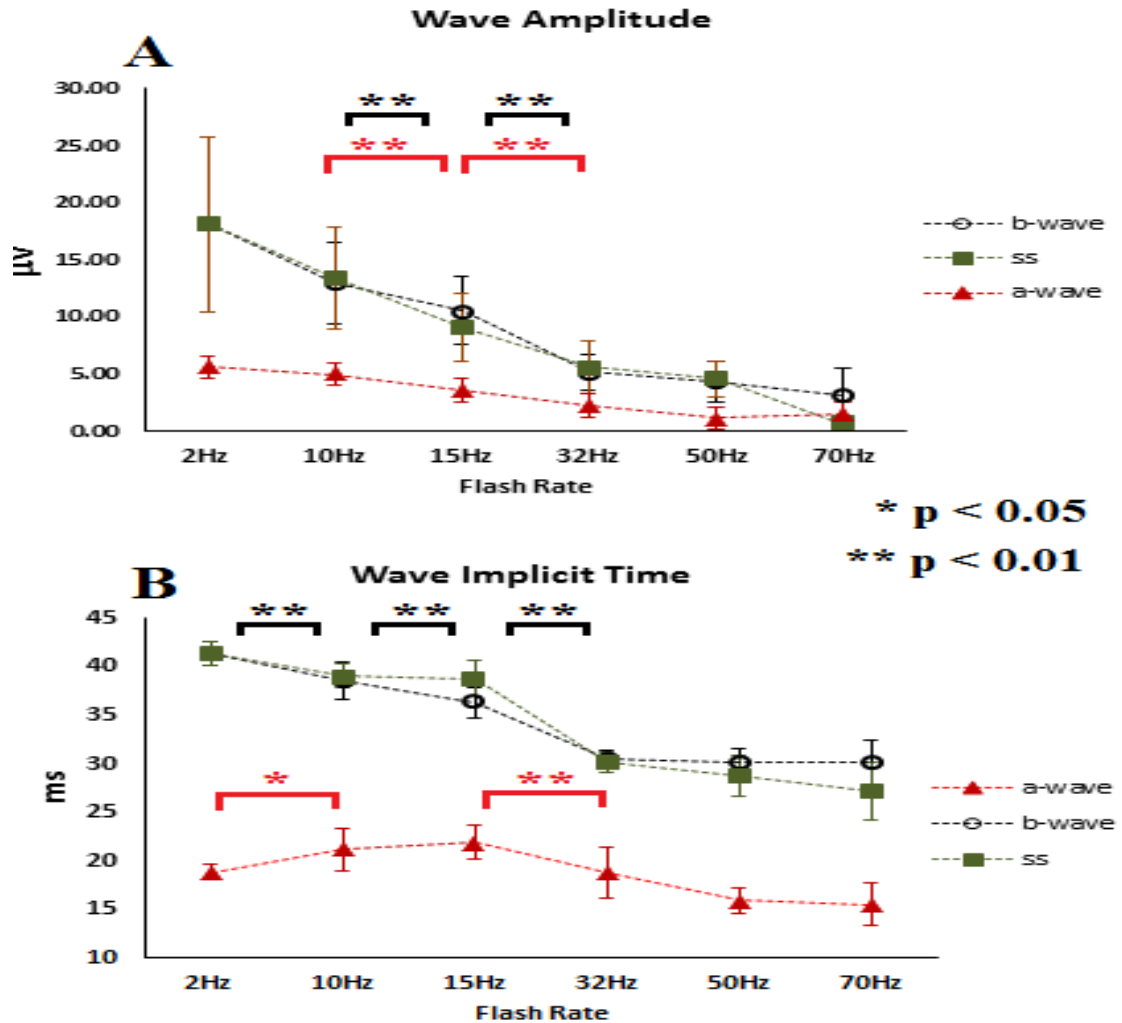 Wave Amplitude
A
30.00
** **
25.00
** **
20.00
15.00
10.00
5.00
0.00
µv
b-wave
ss
a-wave
2Hz 10Hz 15Hz 32Hz 50Hz 70Hz
Flash Rate
* p < 0.05
** p < 0.01
B
Wave Implicit Time
45
** ** **
40
35
30
* **
25
20
15
10
ms
a-wave
b-wave
ss
2Hz 10Hz 15Hz 32Hz 50Hz 70Hz
Flash Rate